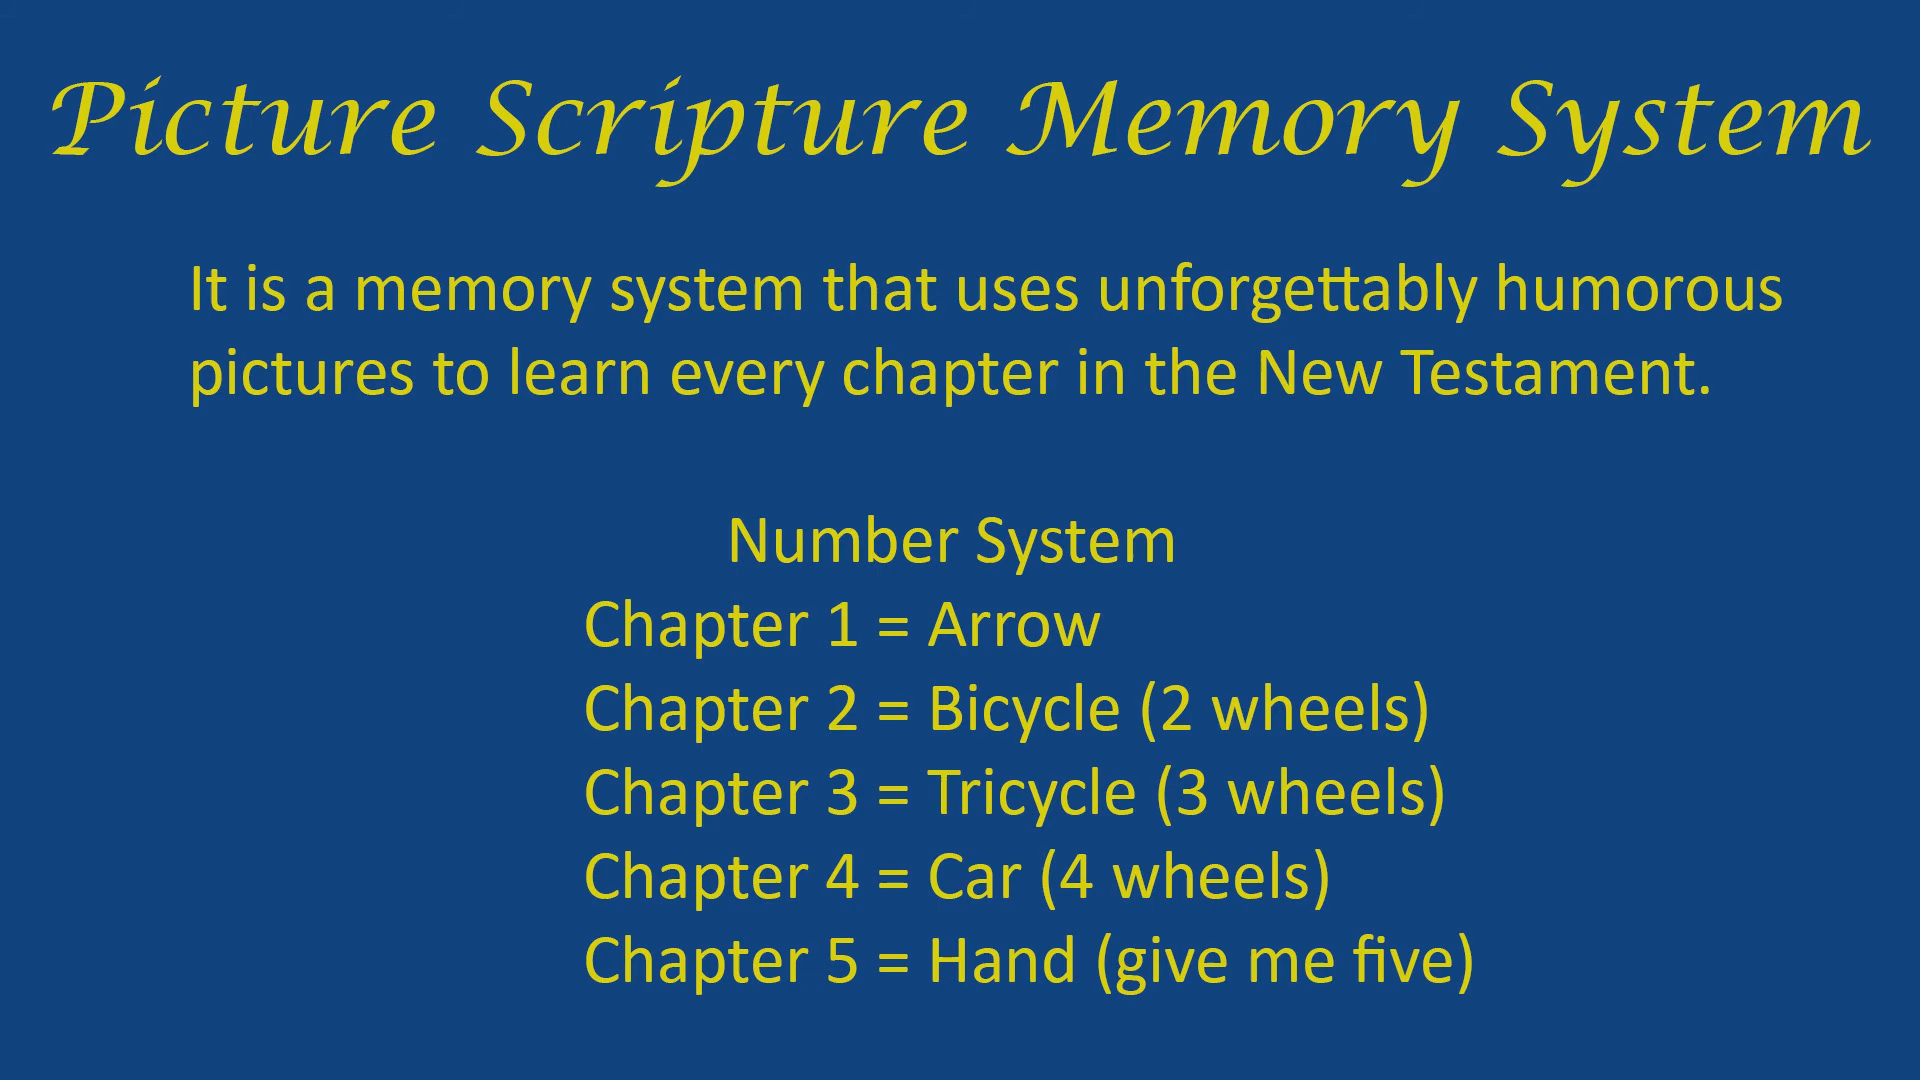 Picture Scripture Memory System
It is a memory system that uses unforgettably humorous
pictures to learn every chapter in the New Testament.
Number System
Chapter 1 = Arrow
Chapter 2 = Bicycle (2 wheels)
Chapter 3 = Tricycle (3 wheels)
Chapter 4 = Car (4 wheels)
Chapter 5 = Hand (give me five)